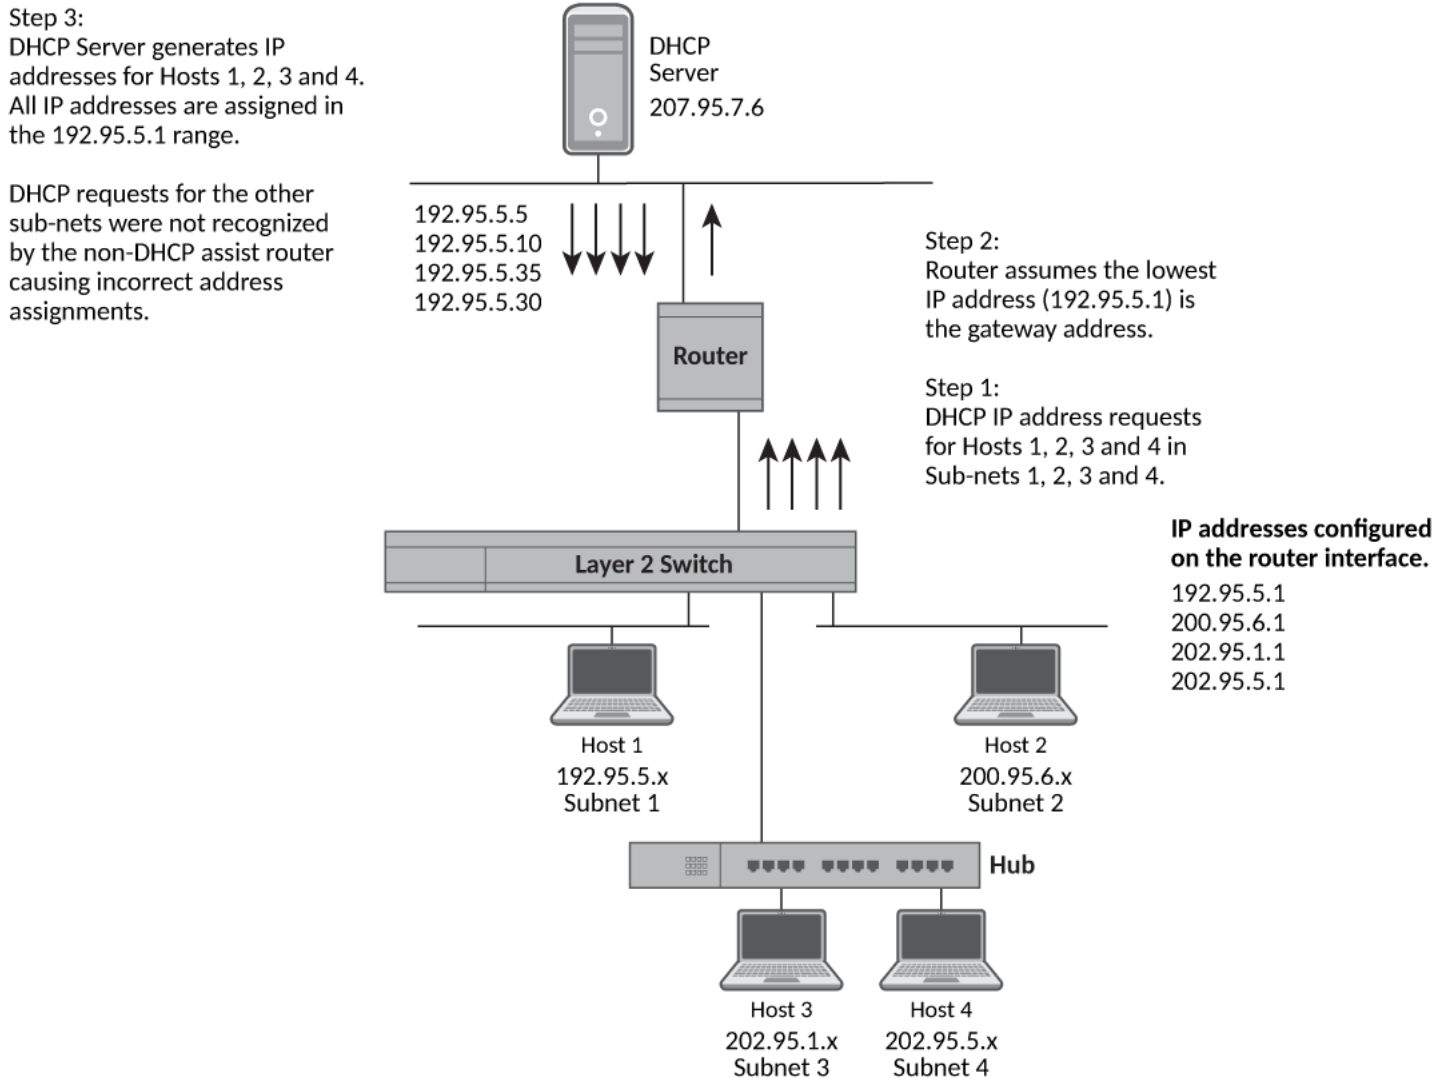 Step 3:
DHCP Server generates IP
addresses for Hosts 1, 2, 3 and 4.
All IP addresses are assigned in
the 192.95.5.1 range.
DHCP requests for the other
sub-nets were not recognized
by the non-DHCP assist router
causing incorrect address
assignments.
DHCP
Server
207.95.7.6
192.95.5.5
192.95.5.10
192.95.5.35
192.95.5.30
Step 2:
Router assumes the lowest
IP address (192.95.5.1) is
the gateway address.
Router
Step 1:
DHCP IP address requests
for Hosts 1, 2, 3 and 4 in
Sub-nets 1, 2, 3 and 4.
IP addresses configured
on the router interface.
192.95.5.1
200.95.6.1
202.95.1.1
202.95.5.1
Layer 2 Switch
Host 1
192.95.5.x
Subnet 1
Host 2
200.95.6.x
Subnet 2
Hub
Host 3
202.95.1.x
Subnet 3
Host 4
202.95.5.x
Subnet 4